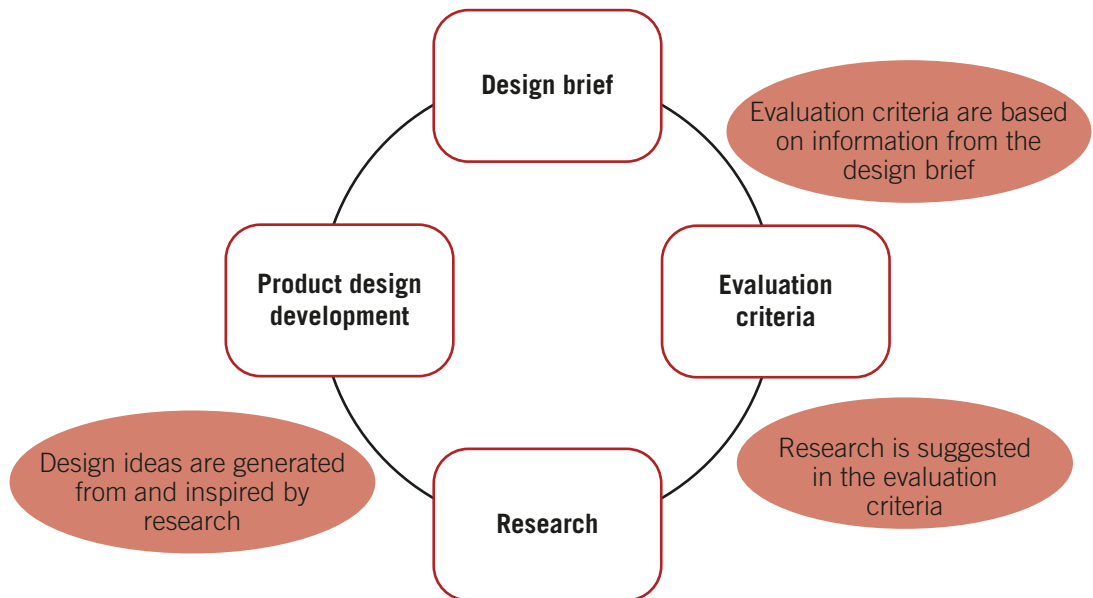 Design brief
Evaluation criteria are based
on information from the
design brief
Product design
development
Evaluation
criteria
Design ideas are generated
from and inspired by
research
Research is suggested
in the evaluation
criteria
Research